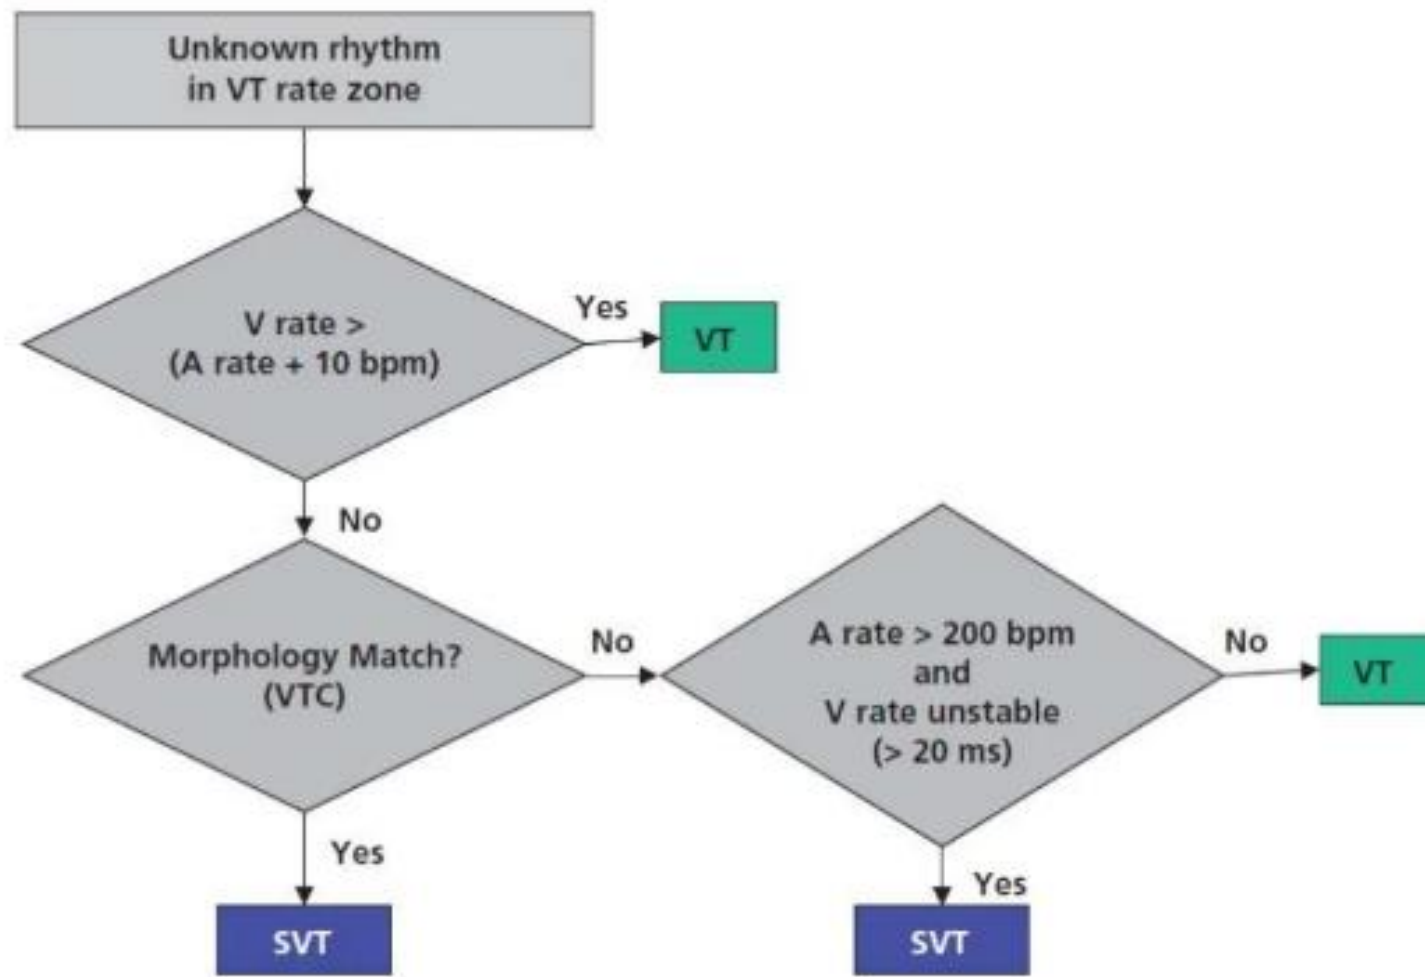 Unknown rhythm
in VT rate zone
V rate >
(A rate + 10 bpm)
Yes
VT
No
Morphology Match?
(VTC)
No
A rate > 200 bpm
and
V rate unstable
(> 20 ms)
No
VT
Yes
SVT
Yes
SVT